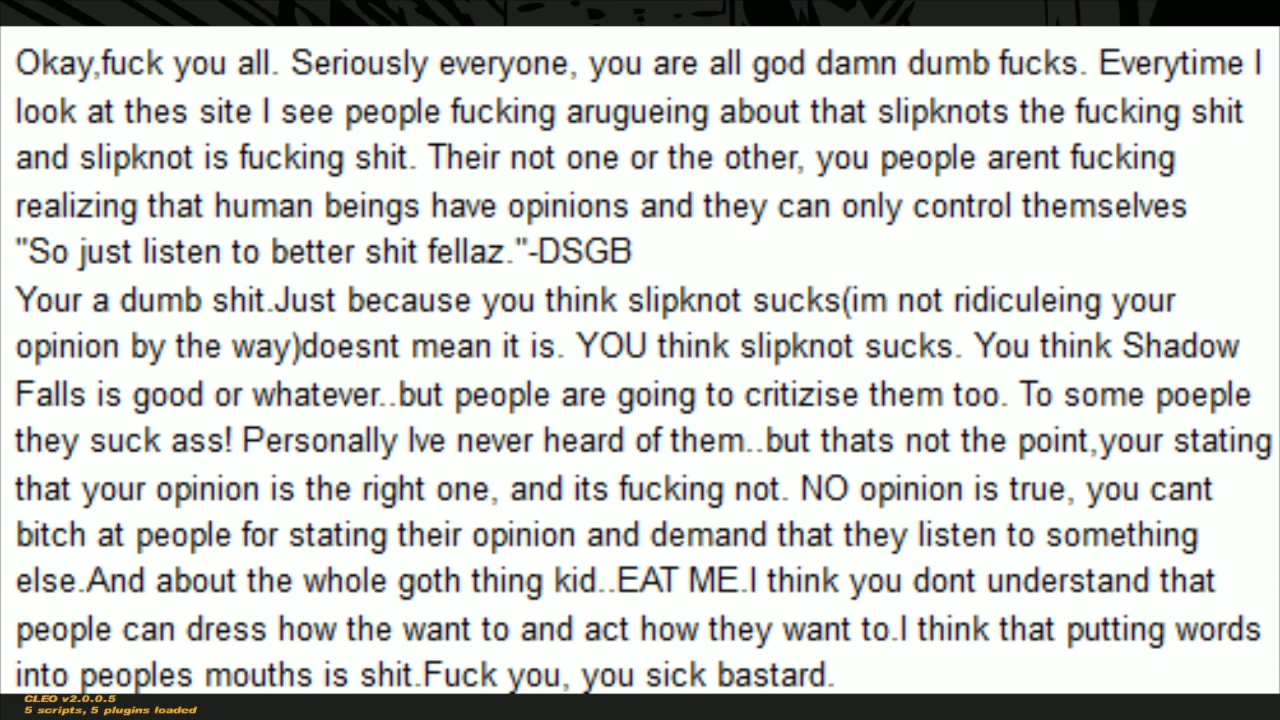 Okay,fuck you all. Seriously everyone, you are all god damn dumb fucks. Everytime I
look at thes site I see people fucking arugueing about that slipknots the fucking shit
and slipknot is fucking shit. Their not one or the other, you people arent fucking
realizing that human beings have opinions and they can only control themselves
"So just listen to better shit fellaz."-DSGB
Your a dumb shit.Just because you think slipknot sucks(im not ridiculeing your
opinion by the way)doesnt mean it is. YOU think slipknot sucks. You think Shadow
Falls is good or whatever..but people are going to critizise them too. To some poeple
they suck ass! Personally Ive never heard of them..but thats not the point,your stating
that your opinion is the right one, and its fucking not. NO opinion is true, you cant
bitch at people for stating their opinion and demand that they listen to something
else.And about the whole goth thing kid..EAT ME.I think you dont understand that
people can dress how the want to and act how they want to.I think that putting words
into peoples mouths is shit.Fuck you, you sick bastard.
CLEO v2.0.0.5
5 scripts, 5 plugins loaded